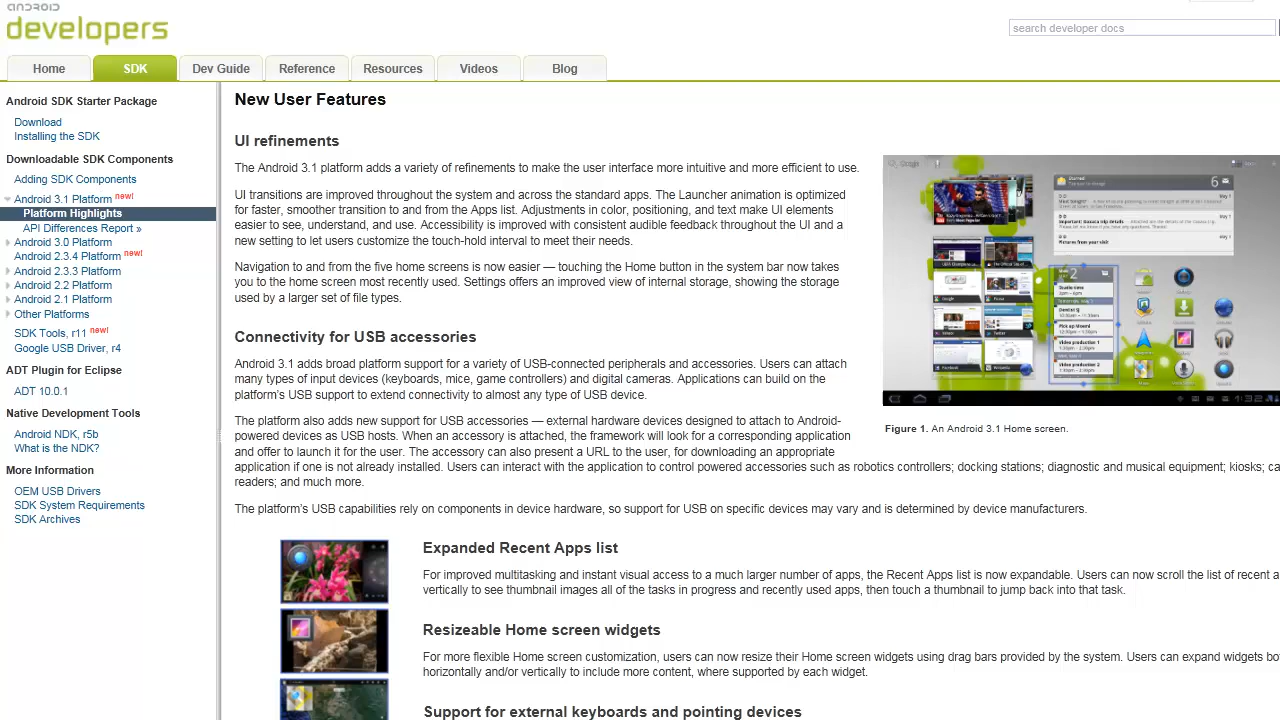 ANDROID
developers
search developer docs
Home
SDK
Dev Guide
Reference
Resources
Videos
Blog
Android SDK Starter Package
Download
Installing the SDK
Downloadable SDK Components
Adding SDK Components
Android 3.1 Platform new!
Platform Highlights
API Differences Report »
Android 3.0 Platform
Android 2.3.4 Platform new!
Android 2.3.3 Platform
Android 2.2 Platform
Android 2.1 Platform
Other Platforms
SDK Tools, r11 new!
Google USB Driver, r4
ADT Plugin for Eclipse
ADT 10.0.1
Native Development Tools
Android NDK, r5b
What is the NDK?
More Information
OEM USB Drivers
SDK System Requirements
SDK Archives
New User Features
UI refinements
The Android 3.1 platform adds a variety of refinements to make the user interface more intuitive and more efficient to use.
UI transitions are improved throughout the system and across the standard apps. The Launcher animation is optimized
for faster, smoother transition to and from the Apps list. Adjustments in color, positioning, and text make UI elements
easier to see, understand, and use. Accessibility is improved with consistent audible feedback throughout the UI and a
new setting to let users customize the touch-hold interval to meet their needs.
Navigating to and from the five home screens is now easier — touching the Home button in the system bar now takes
you to the home screen most recently used. Settings offers an improved view of internal storage, showing the storage
used by a larger set of file types.
Connectivity for USB accessories
Android 3.1 adds broad platform support for a variety of USB-connected peripherals and accessories. Users can attach
many types of input devices (keyboards, mice, game controllers) and digital cameras. Applications can build on the
platform's USB support to extend connectivity to almost any type of USB device.
The platform also adds new support for USB accessories — external hardware devices designed to attach to Android-
powered devices as USB hosts. When an accessory is attached, the framework will look for a corresponding application
and offer to launch it for the user. The accessory can also present a URL to the user, for downloading an appropriate
application if one is not already installed. Users can interact with the application to control powered accessories such as robotics controllers; docking stations; diagnostic and musical equipment; kiosks; ca
readers; and much more.
The platform's USB capabilities rely on components in device hardware, so support for USB on specific devices may vary and is determined by device manufacturers.
Google
6
2
Studio time
Pick up Maemi
12:30pm – 1:30pm
Video production 1
1:30pm – 2:30pm
Video production 2
Figure 1. An Android 3.1 Home screen.
Expanded Recent Apps list
For improved multitasking and instant visual access to a much larger number of apps, the Recent Apps list is now expandable. Users can now scroll the list of recent a
vertically to see thumbnail images all of the tasks in progress and recently used apps, then touch a thumbnail to jump back into that task.
Resizeable Home screen widgets
For more flexible Home screen customization, users can now resize their Home screen widgets using drag bars provided by the system. Users can expand widgets bo
horizontally and/or vertically to include more content, where supported by each widget.
Support for external keyboards and pointing devices